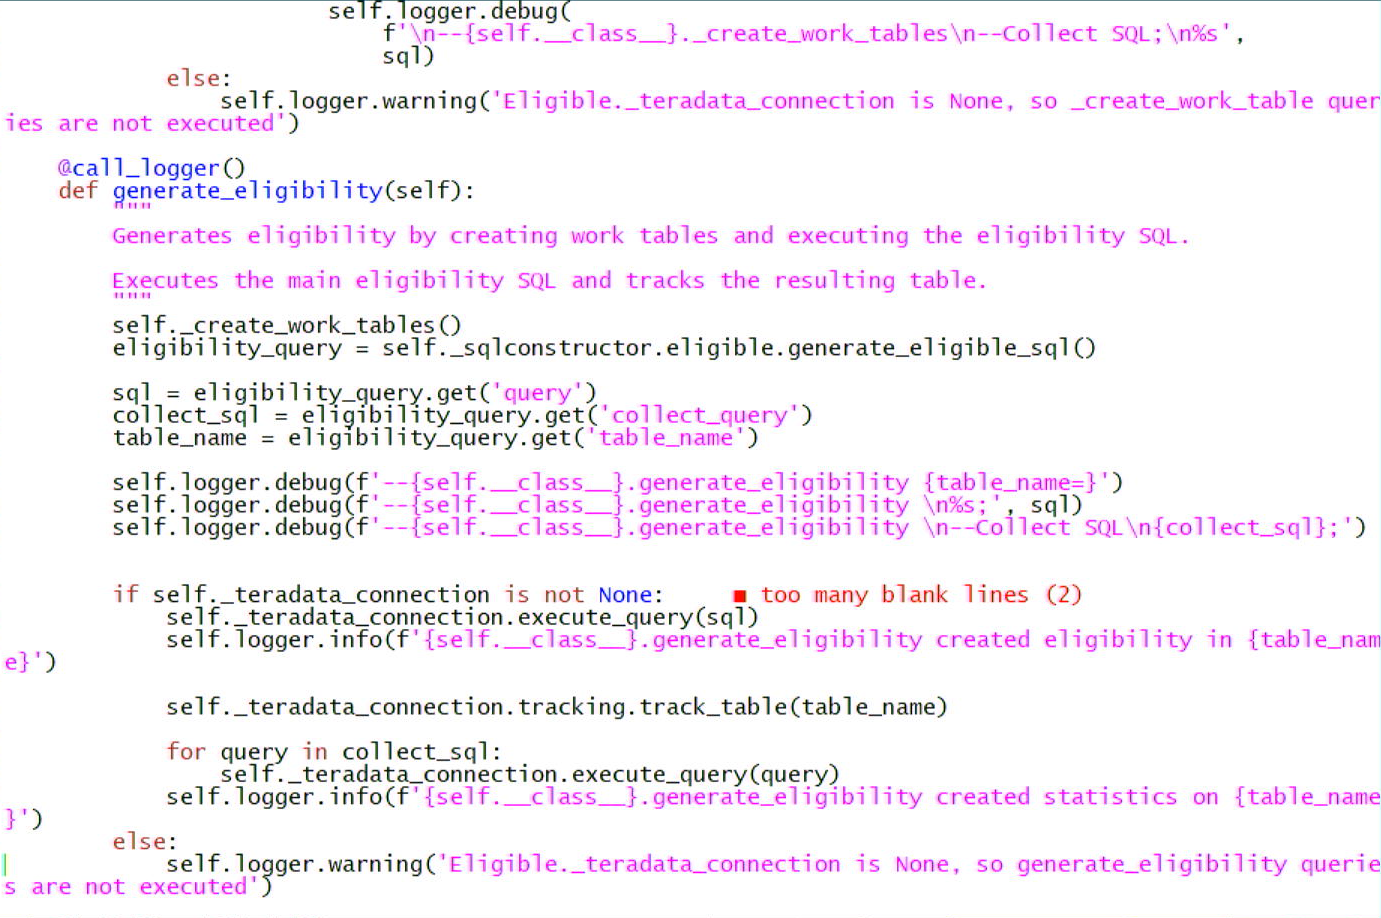 self.logger.debug(
f'\n--{self.__class__}._create_work_tables\n--Collect SQL;\n%s',
sql)
else:
self.logger.warning('Eligible._teradata_connection is None, so _create_work_table quer
ies are not executed')
@call_logger()
def generate_eligibility(self):
"""
Generates eligibility by creating work tables and executing the eligibility SQL.
Executes the main eligibility SQL and tracks the resulting table.
"""
self._create_work_tables()
eligibility_query = self._sqlconstructor.eligible.generate_eligible_sql()
sql = eligibility_query.get('query')
collect_sql = eligibility_query.get('collect_query')
table_name = eligibility_query.get('table_name')
self.logger.debug(f'--{self.__class__}.generate_eligibility {table_name=}')
self.logger.debug(f'--{self.__class__}.generate_eligibility \n%s;', sql)
self.logger.debug(f'--{self.__class__}.generate_eligibility \n--Collect SQL\n{collect_sql};')
if self._teradata_connection is not None:     ■ too many blank lines (2)
self._teradata_connection.execute_query(sql)
self.logger.info(f'{self.__class__}.generate_eligibility created eligibility in {table_nam
e}')
self._teradata_connection.tracking.track_table(table_name)
for query in collect_sql:
self._teradata_connection.execute_query(query)
self.logger.info(f'{self.__class__}.generate_eligibility created statistics on {table_name
}')
else:
self.logger.warning('Eligible._teradata_connection is None, so generate_eligibility querie
s are not executed')